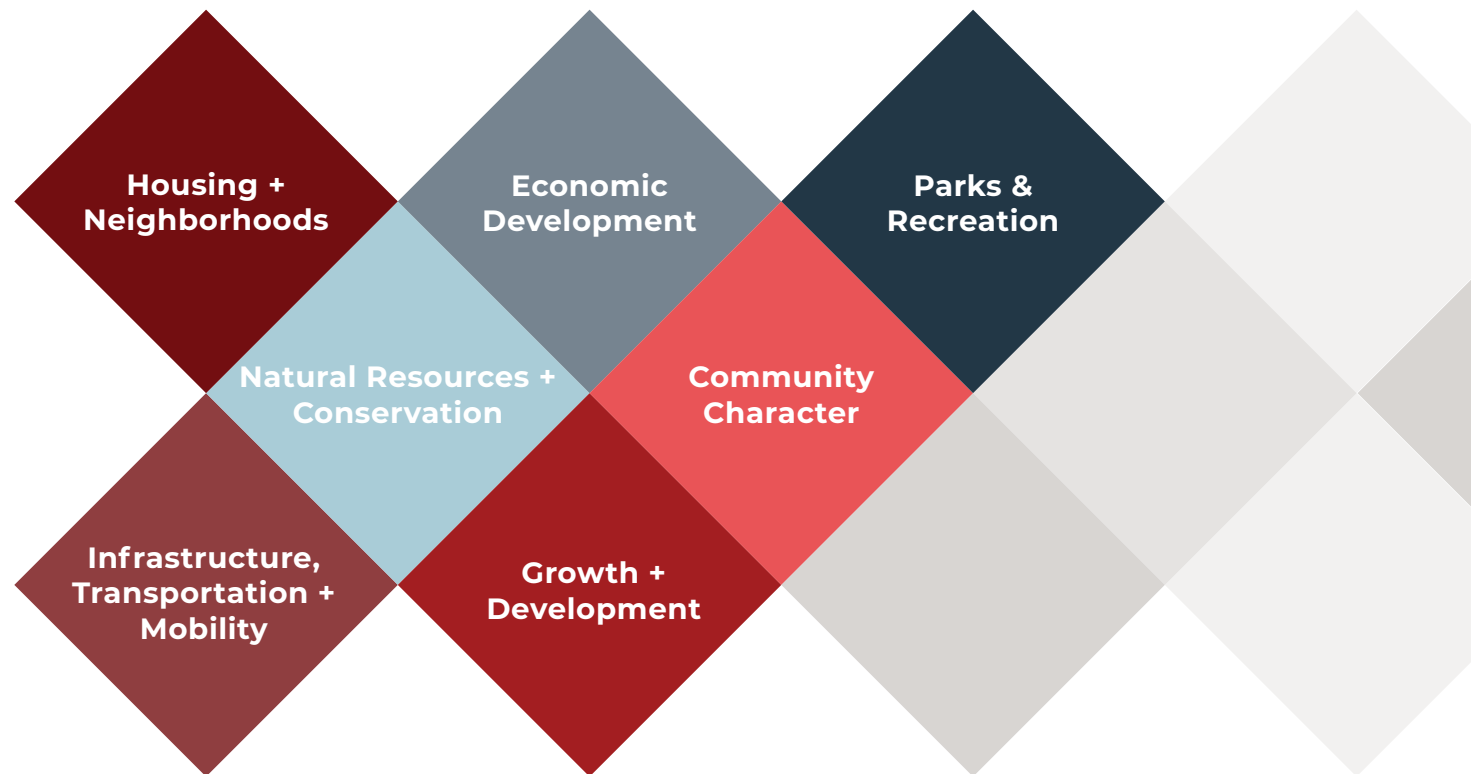 Housing +
Neighborhoods
Economic
Development
Parks &
Recreation
Natural Resources +
Conservation
Community
Character
Infrastructure,
Transportation +
Mobility
Growth +
Development